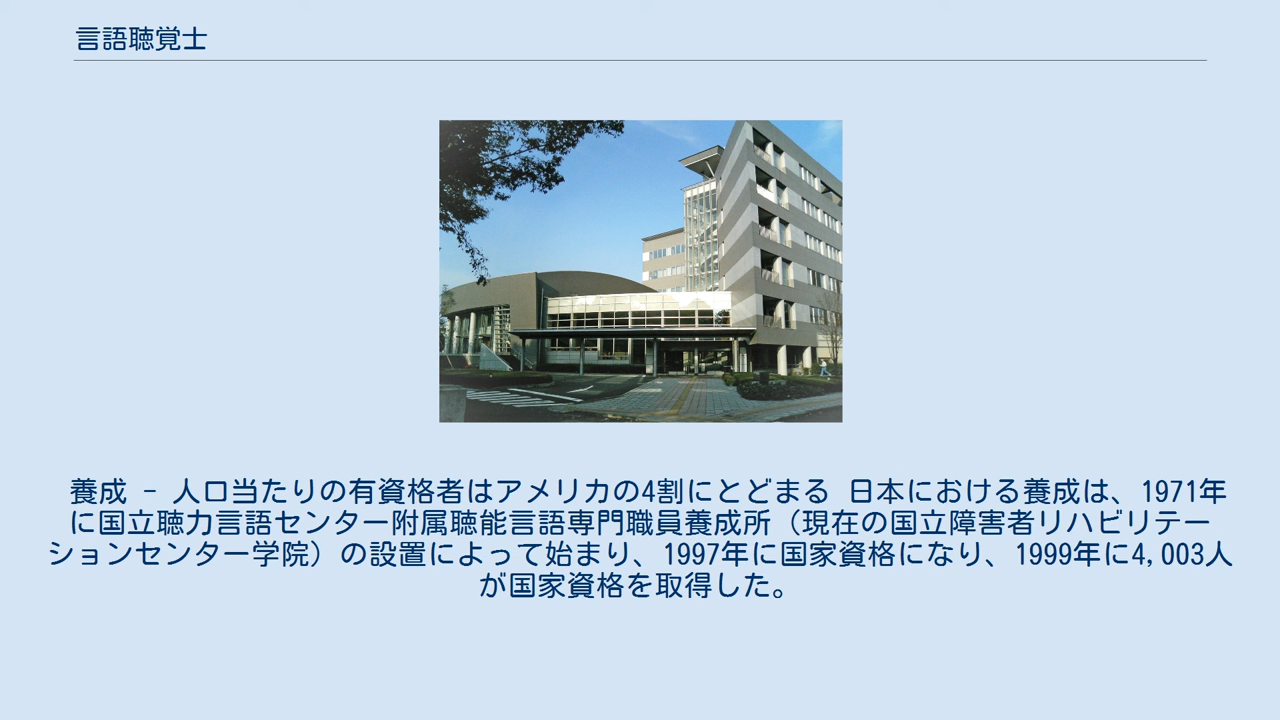 言語聴覚士
養成 - 人口当たりの有資格者はアメリカの4割にとどまる 日本における養成は、1971年
に国立聴力言語センター附属聴能言語専門職員養成所（現在の国立障害者リハビリテー
ションセンター学院）の設置によって始まり、1997年に国家資格になり、1999年に4,003人
が国家資格を取得した。